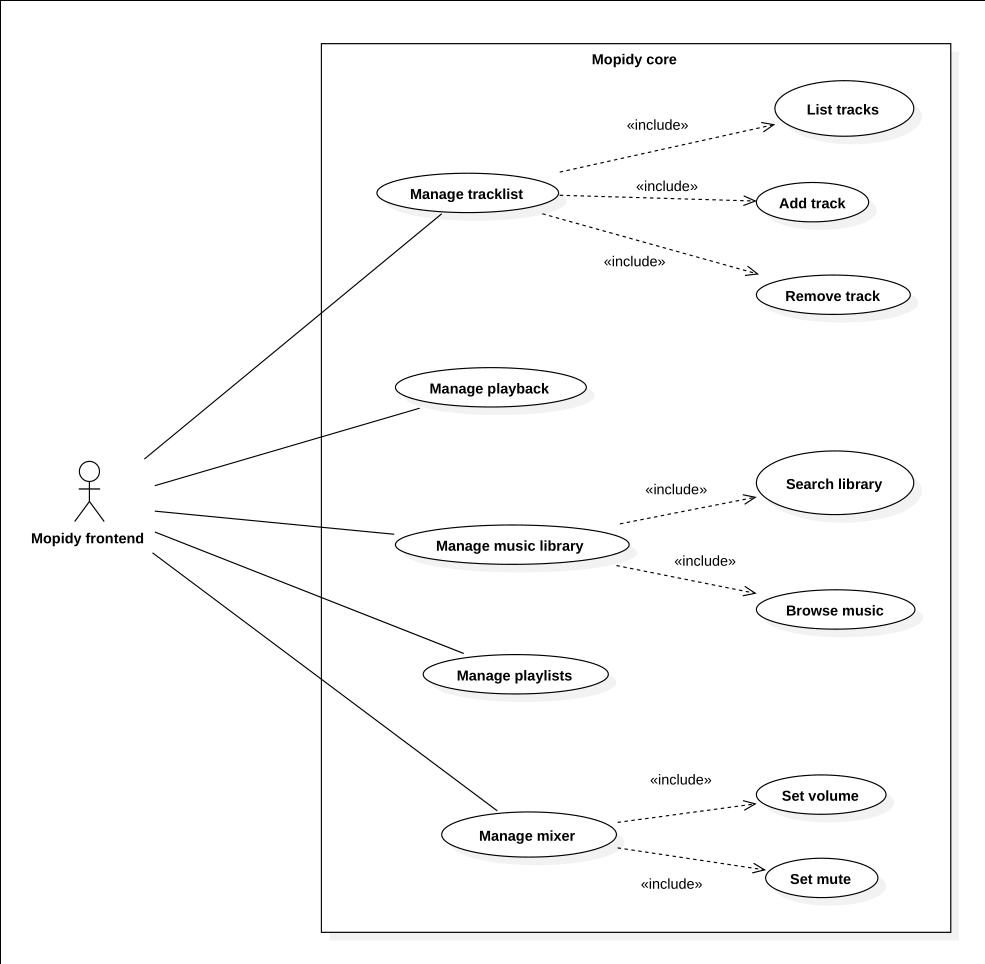 Mopidy core
List tracks
«include»
Manage tracklist
«include»
Add track
«include»
Remove track
Manage playback
Search library
«include»
Mopidy frontend
Manage music library
«include»
Browse music
Manage playlists
«include»
Set volume
Manage mixer
«include»
Set mute